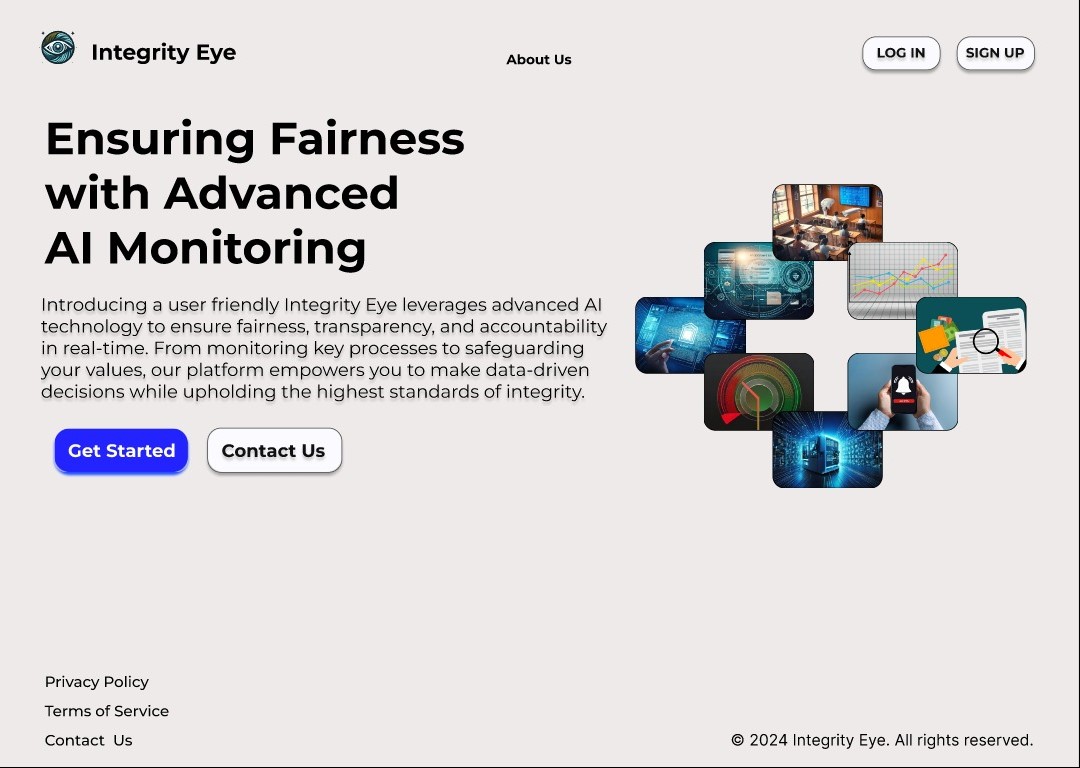 Integrity Eye
About Us
LOG IN
SIGN UP
Ensuring Fairness
with Advanced
AI Monitoring
Introducing a user friendly Integrity Eye leverages advanced AI
technology to ensure fairness, transparency, and accountability
in real-time. From monitoring key processes to safeguarding
your values, our platform empowers you to make data-driven
decisions while upholding the highest standards of integrity.
Get Started
Contact Us
Privacy Policy
Terms of Service
Contact  Us
© 2024 Integrity Eye. All rights reserved.